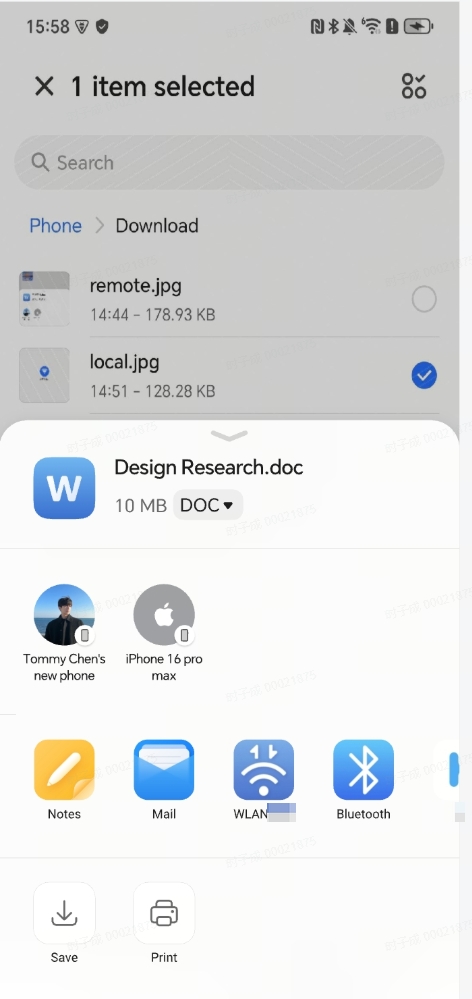 15:58
1 item selected
Search
Phone > Download
remote.jpg
14:44 - 178.93 KB
local.jpg
14:51 - 128.28 KB
Design Research.doc
10 MB DOC ▾
Tommy Chen's
new phone
iPhone 16 pro
max
Notes
Mail
WLAN
Bluetooth
Save
Print